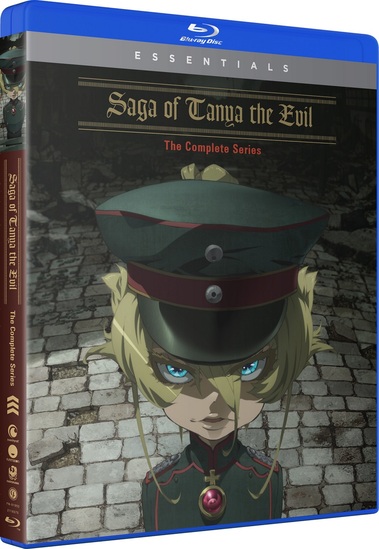 Blu-ray Disc
ESSENTIALS
Saga of Tanya the Evil
The Complete Series
Saga of Tanya the Evil
The Complete Series